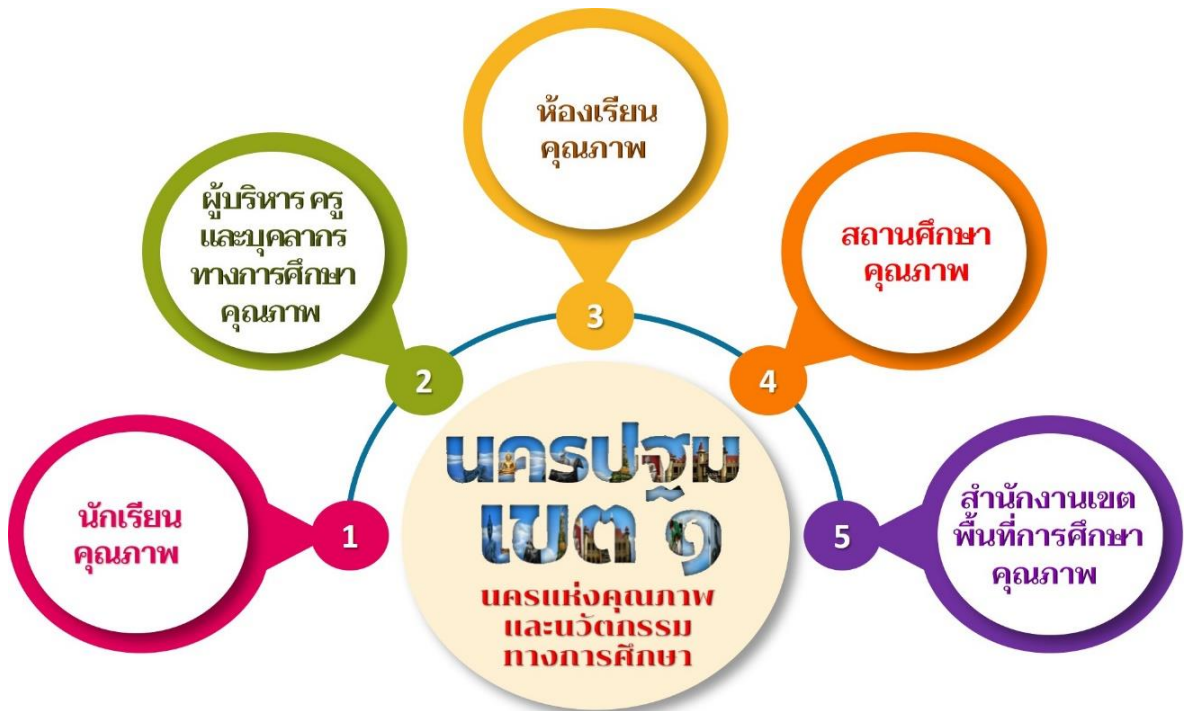 นักเรียน
คุณภาพ
1
ผู้บริหาร ครู
และบุคลากร
ทางการศึกษา
คุณภาพ
2
ห้องเรียน
คุณภาพ
3
สถานศึกษา
คุณภาพ
4
สำนักงานเขต
พื้นที่การศึกษา
คุณภาพ
5
นครปฐม
เขต ๑
นครแห่งคุณภาพ
และนวัตกรรม
ทางการศึกษา